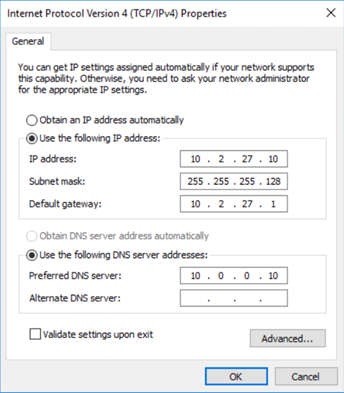 Internet Protocol Version 4 (TCP/IPv4) Properties
General
You can get IP settings assigned automatically if your network supports
this capability. Otherwise, you need to ask your network administrator
for the appropriate IP settings.
Obtain an IP address automatically
Use the following IP address:
IP address: 10 . 2 . 27 . 10
Subnet mask: 255 . 255 . 255 . 128
Default gateway: 10 . 2 . 27 . 1
Obtain DNS server address automatically
Use the following DNS server addresses:
Preferred DNS server: 10 . 0 . 0 . 10
Alternate DNS server: . . .
Validate settings upon exit
Advanced...
OK Cancel